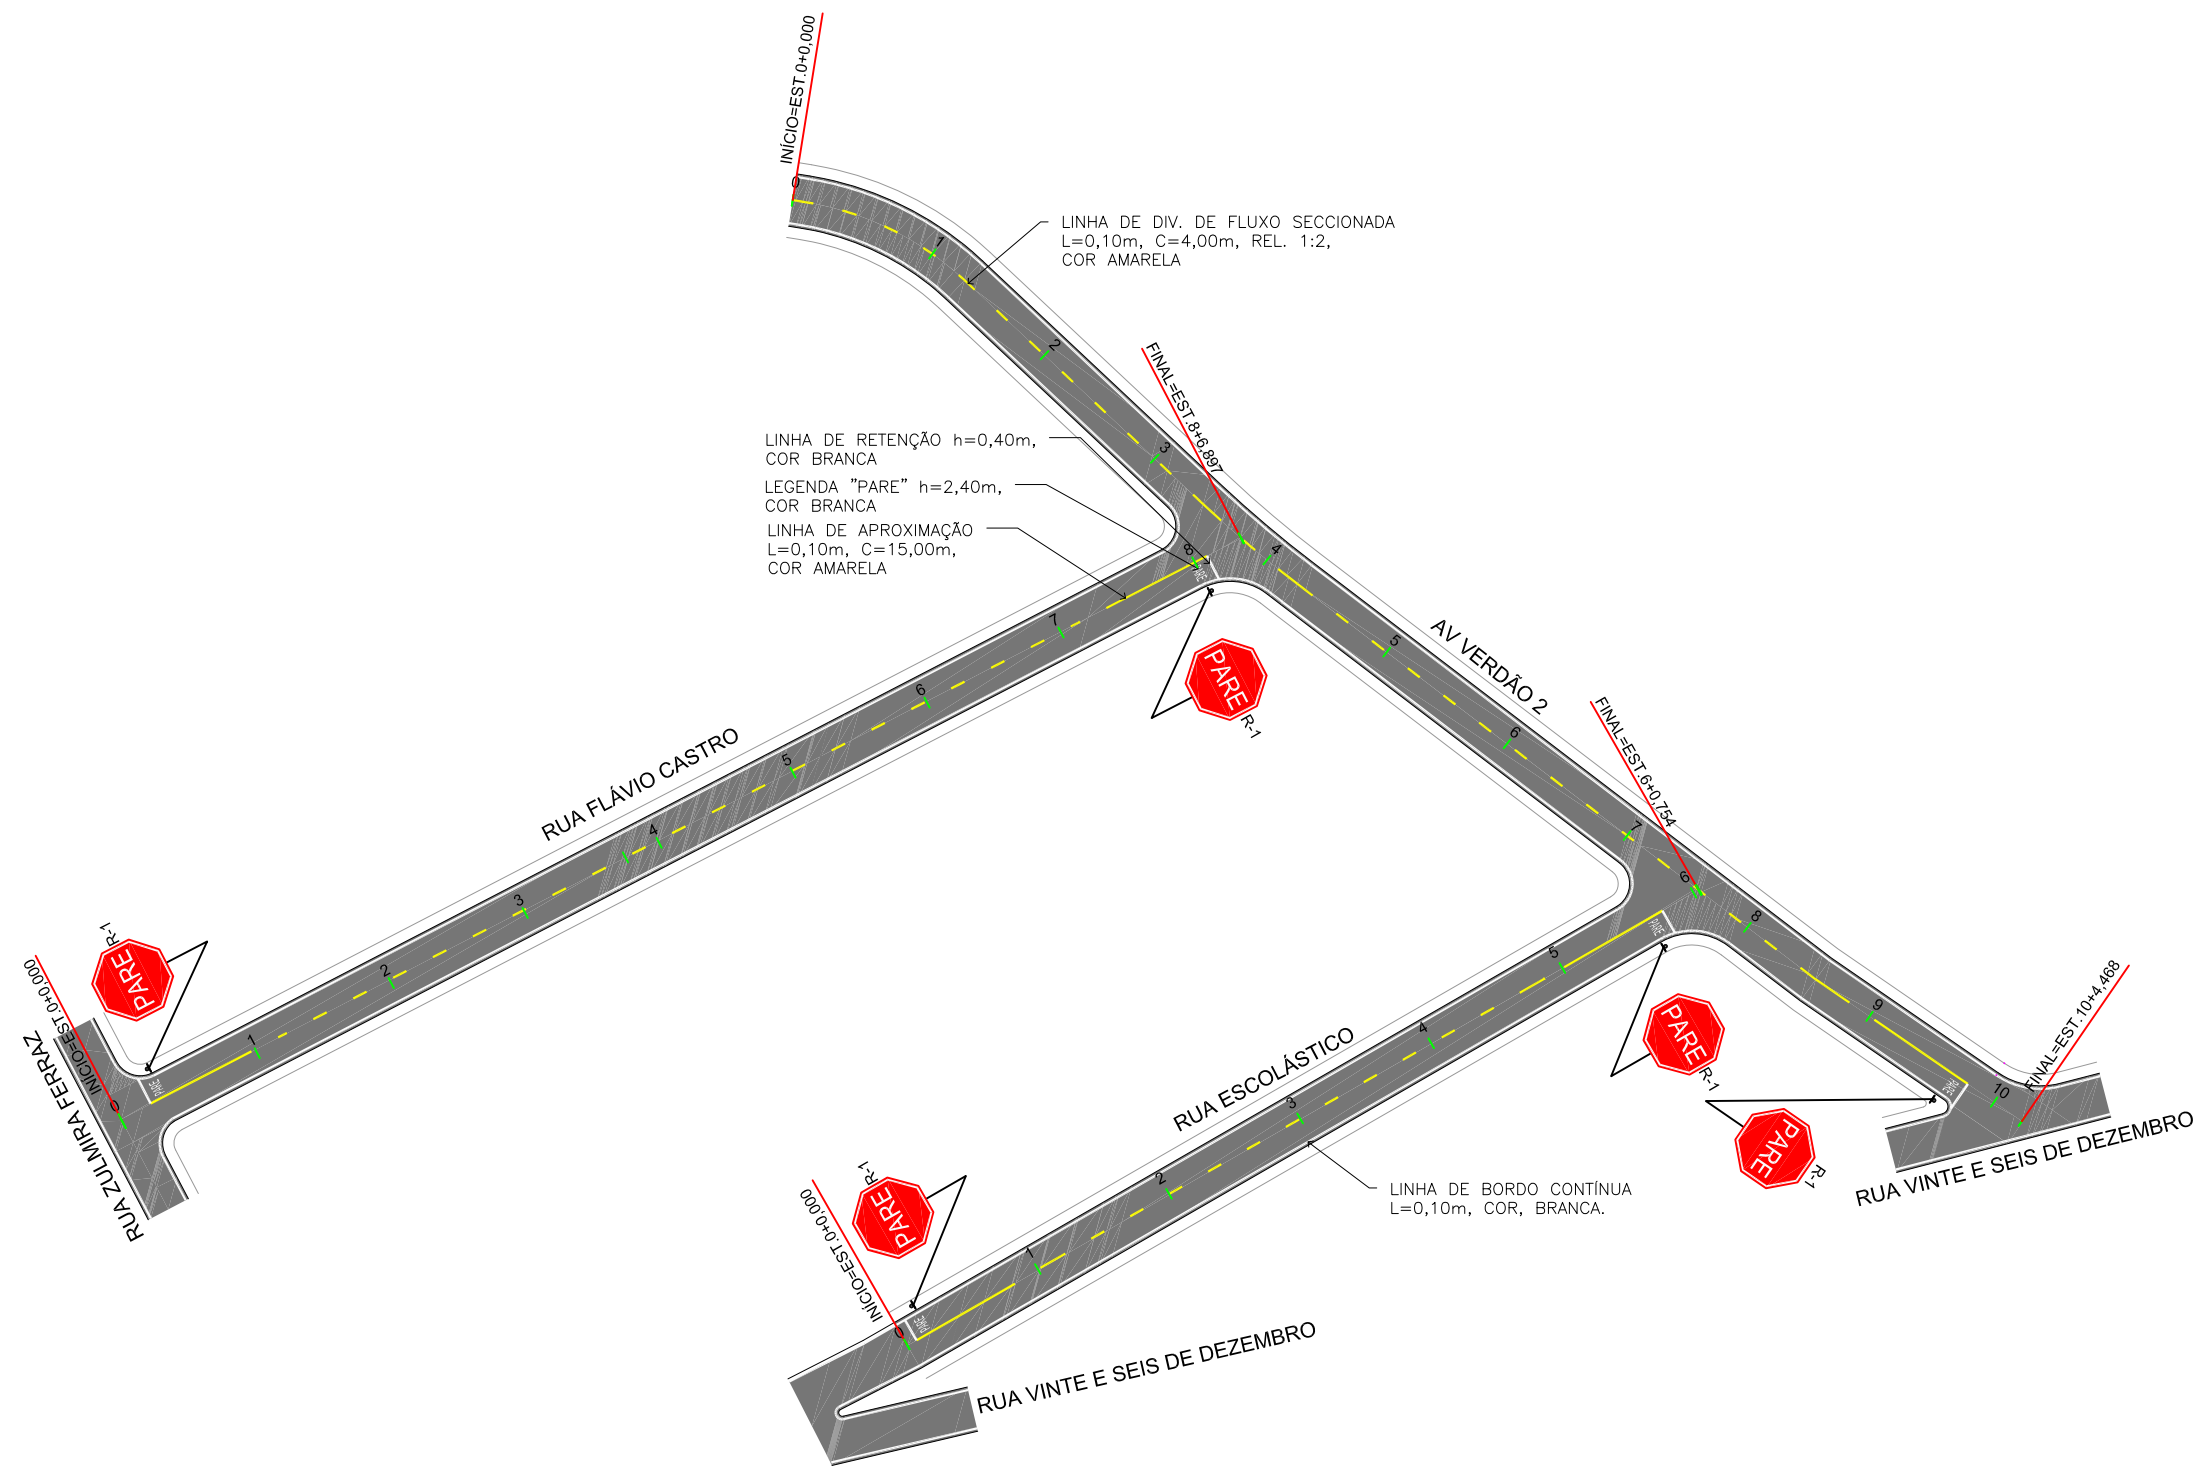 INÍCIO=EST.0+0,000
0
1
LINHA DE DIV. DE FLUXO SECCIONADA
L=0,10m, C=4,00m, REL. 1:2,
COR AMARELA
2
3
FINAL=EST.8+6,897
LINHA DE RETENÇÃO h=0,40m,
COR BRANCA
LEGENDA "PARE" h=2,40m,
COR BRANCA
LINHA DE APROXIMAÇÃO
L=0,10m, C=15,00m,
COR AMARELA
8
PARE
4
PARE
R-1
AV VERDÃO 2
5
6
7
FINAL=EST.6+0,754
6
8
9
10
FINAL=EST.10+4,468
PARE
RUA VINTE E SEIS DE DEZEMBRO
PARE
R-1
RUA FLÁVIO CASTRO
7
6
5
4
3
2
1
PARE
R-1
PARE
INÍCIO=EST.0+0,000
0
RUA ZULMIRA FERRAZ
RUA ESCOLÁSTICO
PARE
5
4
3
2
1
PARE
R-1
LINHA DE BORDO CONTÍNUA
L=0,10m, COR, BRANCA.
PARE
R-1
INÍCIO=EST.0+0,000
0
PARE
RUA VINTE E SEIS DE DEZEMBRO